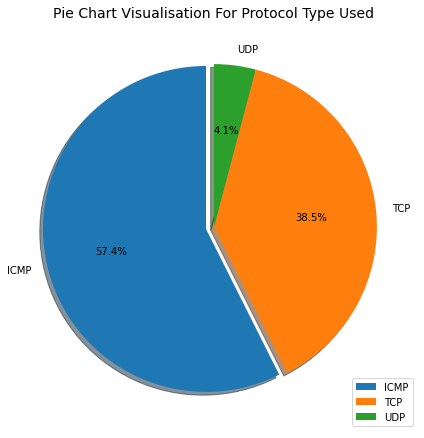 Pie Chart Visualisation For Protocol Type Used
UDP
4.1%
TCP
38.5%
57.4%
ICMP
ICMP
TCP
UDP